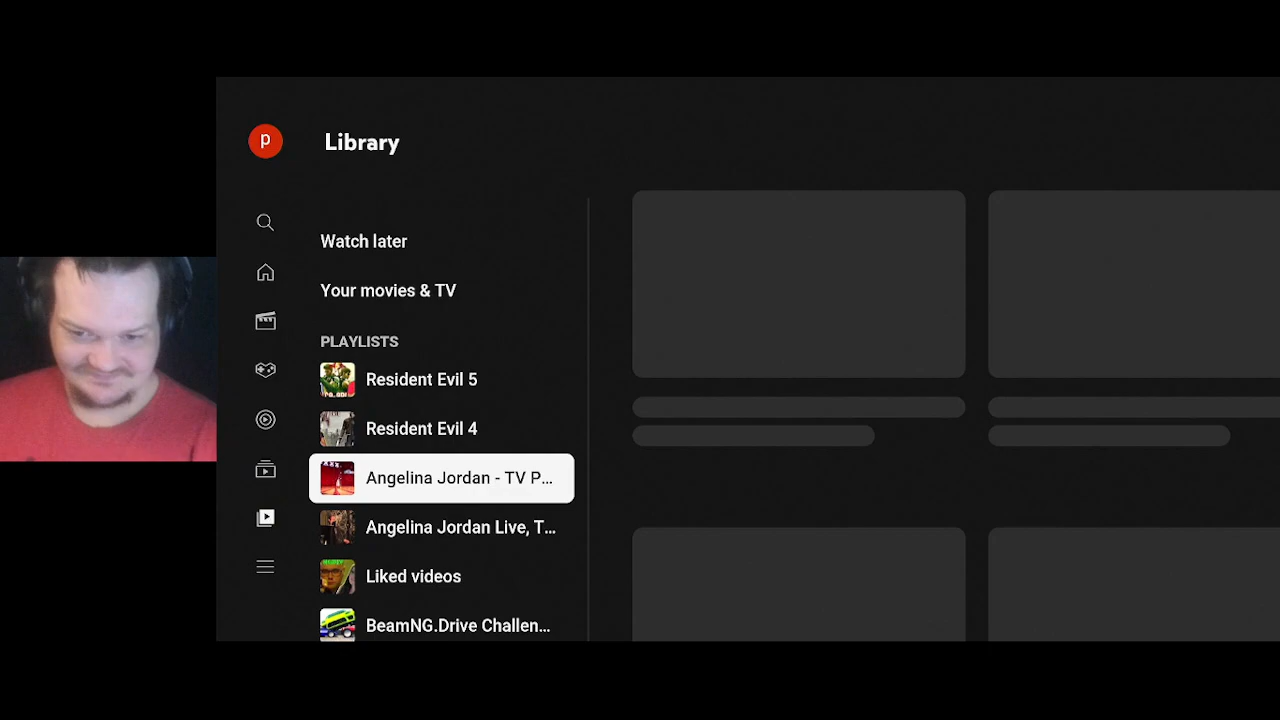 p
Library
Watch later
Your movies & TV
PLAYLISTS
Resident Evil 5
Resident Evil 4
Angelina Jordan - TV P...
Angelina Jordan Live, T...
Liked videos
BeamNG.Drive Challen...